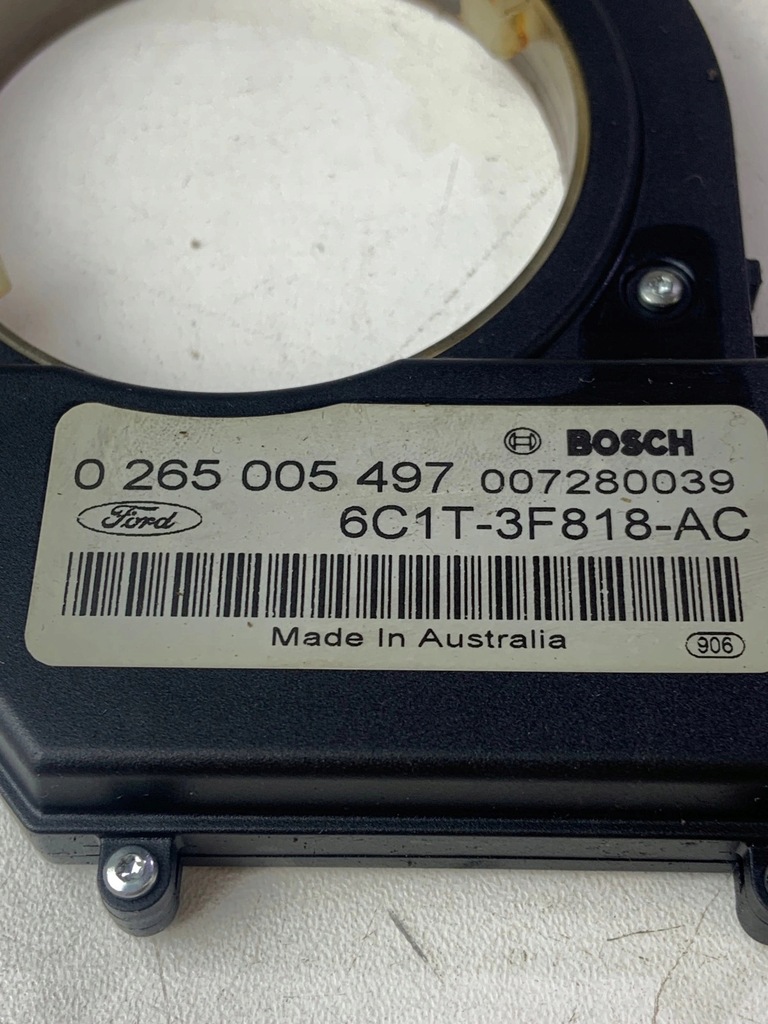 BOSCH
0 265 005 497 007280039
Ford 6C1T-3F818-AC
Made In Australia 906